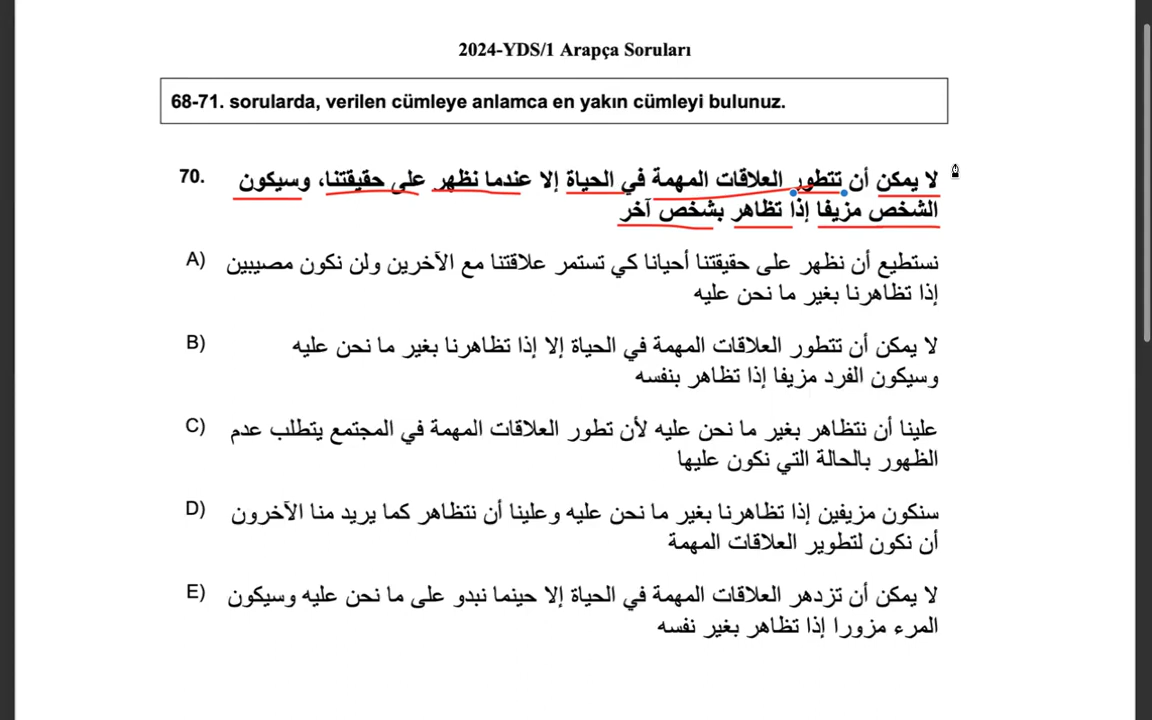 2024-YDS/1 Arapça Soruları
68-71. sorularda, verilen cümleye anlamca en yakın cümleyi bulunuz.
70. لا يمكن أن تتطور العلاقات المهمة في الحياة إلا عندما نظهر على حقيقتنا، وسيكون
الشخص مزيفا إذا تظاهر بشخص آخر
A) نستطيع أن نظهر على حقيقتنا أحيانا كي تستمر علاقتنا مع الآخرين ولن نكون مصيبين
إذا تظاهرنا بغير ما نحن عليه
B) لا يمكن أن تتطور العلاقات المهمة في الحياة إلا إذا تظاهرنا بغير ما نحن عليه
وسيكون الفرد مزيفا إذا تظاهر بنفسه
C) علينا أن نتظاهر بغير ما نحن عليه لأن تطور العلاقات المهمة في المجتمع يتطلب عدم
الظهور بالحالة التي نكون عليها
D) سنكون مزيفين إذا تظاهرنا بغير ما نحن عليه وعلينا أن نتظاهر كما يريد منا الآخرون
أن نكون لتطوير العلاقات المهمة
E) لا يمكن أن تزدهر العلاقات المهمة في الحياة إلا حينما نبدو على ما نحن عليه وسيكون
المرء مزورا إذا تظاهر بغير نفسه